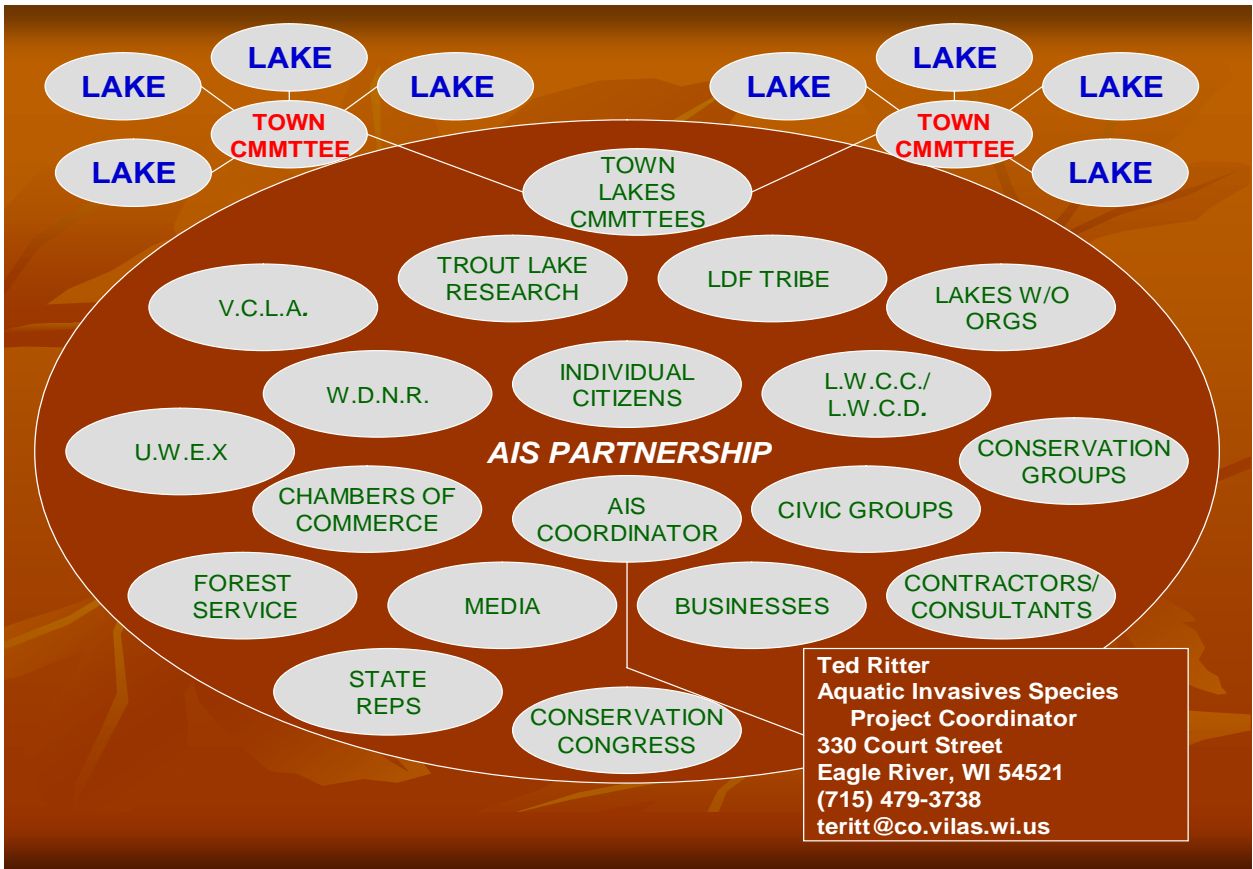 LAKE
LAKE
LAKE
LAKE
TOWN
CMMTTEE
LAKE
LAKE
LAKE
LAKE
TOWN
CMMTTEE
TOWN
LAKES
CMMTTEES
TROUT LAKE
RESEARCH
LDF TRIBE
V.C.L.A.
LAKES W/O
ORGS
W.D.N.R.
INDIVIDUAL
CITIZENS
L.W.C.C./
L.W.C.D.
U.W.E.X
AIS PARTNERSHIP
CONSERVATION
GROUPS
CHAMBERS OF
COMMERCE
AIS
COORDINATOR
CIVIC GROUPS
FOREST
SERVICE
MEDIA
BUSINESSES
CONTRACTORS/
CONSULTANTS
STATE
REPS
CONSERVATION
CONGRESS
Ted Ritter
Aquatic Invasives Species
Project Coordinator
330 Court Street
Eagle River, WI 54521
(715) 479-3738
teritt@co.vilas.wi.us